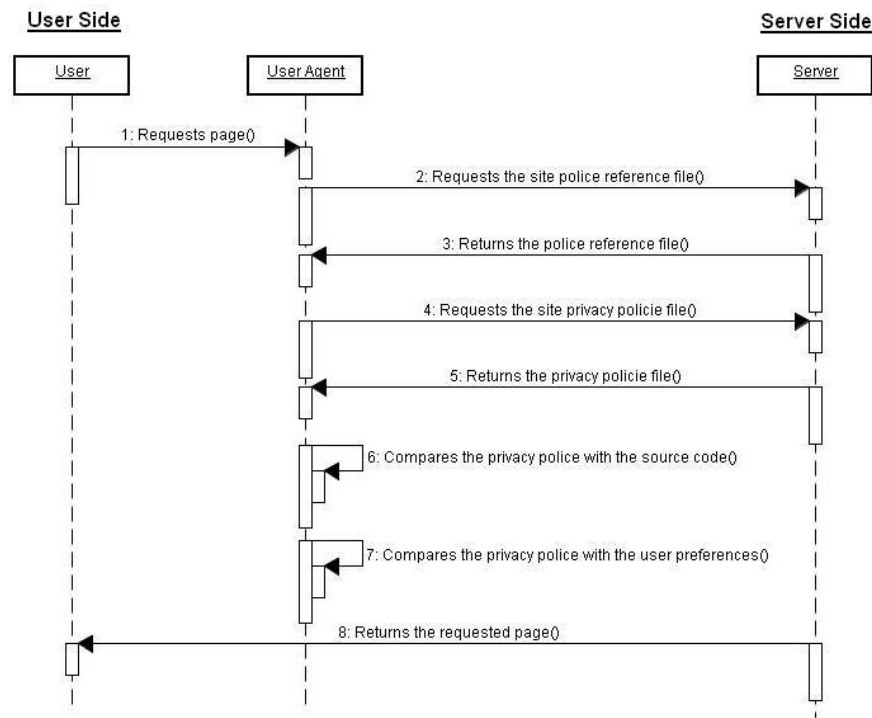 User Side
Server Side
User
User Agent
Server
1: Requests page()
2: Requests the site police reference file()
3: Returns the police reference file()
4: Requests the site privacy policie file()
5: Returns the privacy policie file()
6: Compares the privacy police with the source code()
7: Compares the privacy police with the user preferences()
8: Returns the requested page()